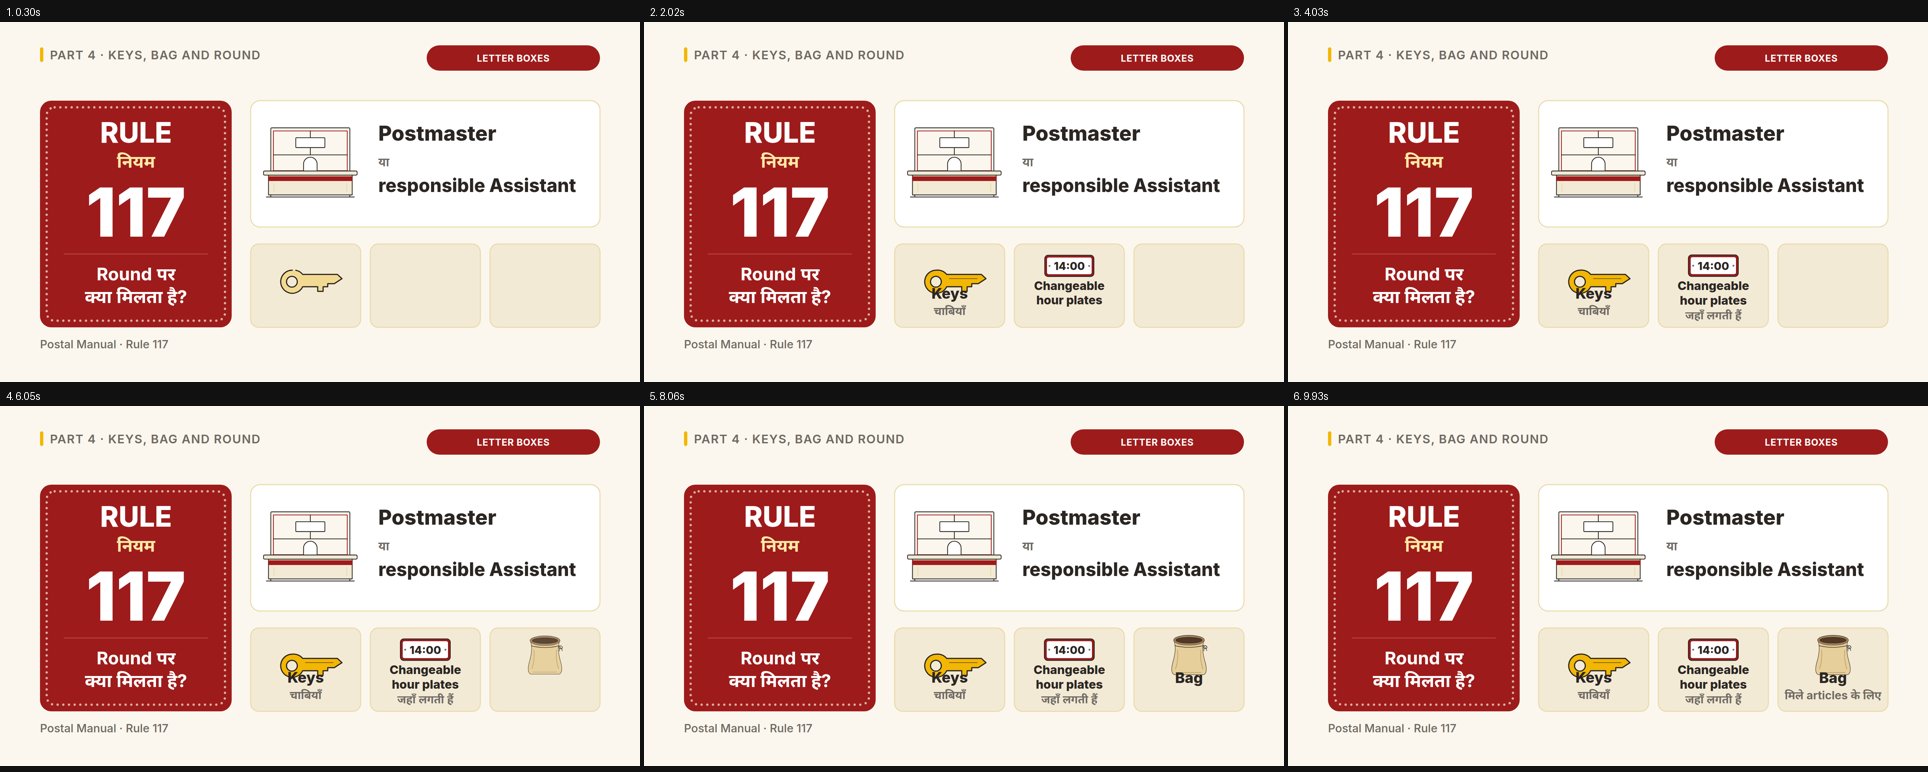 1. 0.30s
PART 4 · KEYS, BAG AND ROUND
LETTER BOXES
RULE
नियम
117
Round पर
क्या मिलता है?
Postmaster
या
responsible Assistant
Postal Manual · Rule 117
2. 2.02s
PART 4 · KEYS, BAG AND ROUND
LETTER BOXES
RULE
नियम
117
Round पर
क्या मिलता है?
Postmaster
या
responsible Assistant
Keys
चाबियाँ
14:00
Changeable
hour plates
Postal Manual · Rule 117
3. 4.03s
PART 4 · KEYS, BAG AND ROUND
LETTER BOXES
RULE
नियम
117
Round पर
क्या मिलता है?
Postmaster
या
responsible Assistant
Keys
चाबियाँ
14:00
Changeable
hour plates
जहाँ लगती हैं
Postal Manual · Rule 117
4. 6.05s
PART 4 · KEYS, BAG AND ROUND
LETTER BOXES
RULE
नियम
117
Round पर
क्या मिलता है?
Postmaster
या
responsible Assistant
Keys
चाबियाँ
14:00
Changeable
hour plates
जहाँ लगती हैं
Postal Manual · Rule 117
5. 8.06s
PART 4 · KEYS, BAG AND ROUND
LETTER BOXES
RULE
नियम
117
Round पर
क्या मिलता है?
Postmaster
या
responsible Assistant
Keys
चाबियाँ
14:00
Changeable
hour plates
जहाँ लगती हैं
Bag
Postal Manual · Rule 117
6. 9.93s
PART 4 · KEYS, BAG AND ROUND
LETTER BOXES
RULE
नियम
117
Round पर
क्या मिलता है?
Postmaster
या
responsible Assistant
Keys
चाबियाँ
14:00
Changeable
hour plates
जहाँ लगती हैं
Bag
मिले articles के लिए
Postal Manual · Rule 117